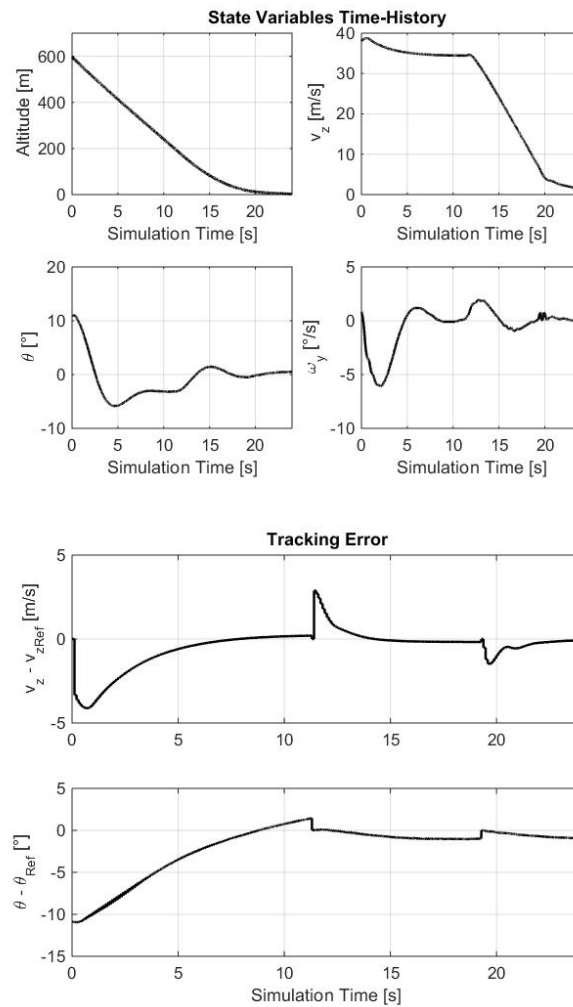 State Variables Time-History
600
400
200
0
Altitude [m]
0 5 10 15 20
Simulation Time [s]
40
30
20
10
0
v_z [m/s]
0 5 10 15 20
Simulation Time [s]
20
10
0
-10
θ [°]
0 5 10 15 20
Simulation Time [s]
5
0
-5
-10
ω_y [°/s]
0 5 10 15 20
Simulation Time [s]
Tracking Error
5
0
-5
v_z - v_zRef [m/s]
0 5 10 15 20
5
0
-5
-10
-15
θ - θ_Ref [°]
0 5 10 15 20
Simulation Time [s]